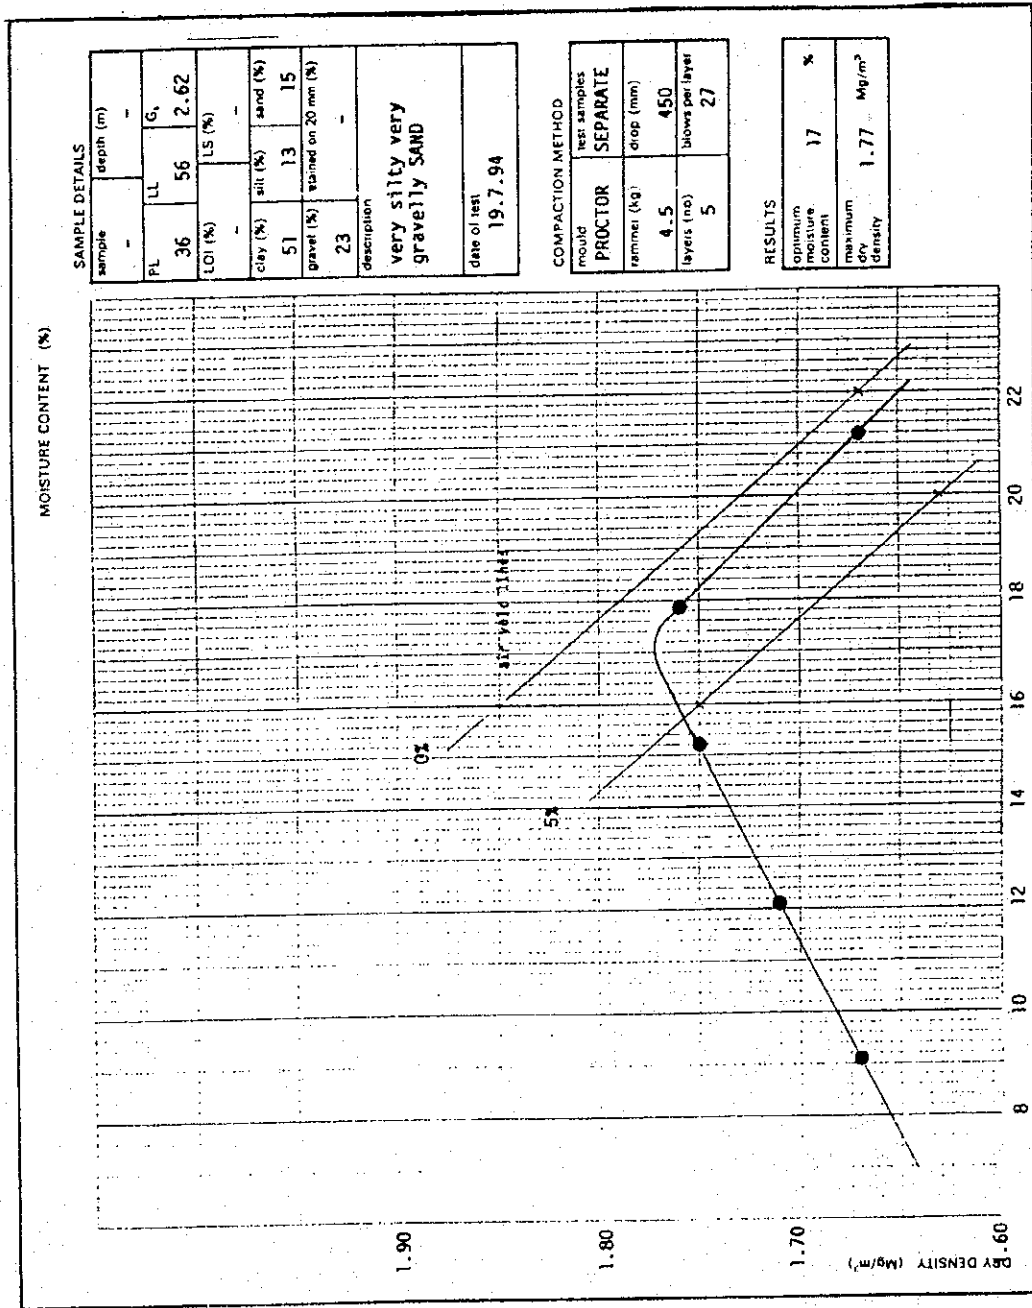 MOISTURE CONTENT (%)
SAMPLE DETAILS
sample
depth (m)
-
-
PL
LL
Gs
36
56
2.62
LOI (%)
LS (%)
-
-
clay (%)
silt (%)
sand (%)
51
13
15
gravel (%)
etained on 20 mm (%)
23
-
description
very silty very
gravelly SAND
date of test
19.7.94
COMPACTION METHOD
mould
test samples
PROCTOR
SEPARATE
rammer (kg)
drop (mm)
4.5
450
layers (no)
blows per layer
5
27
RESULTS
optimum
moisture
content
17
%
maximum
dry
density
1.77
Mg/m³
air void lines
0%
5%
1.90
1.80
1.70
1.60
DRY DENSITY (Mg/m³)
8
10
12
14
16
18
20
22